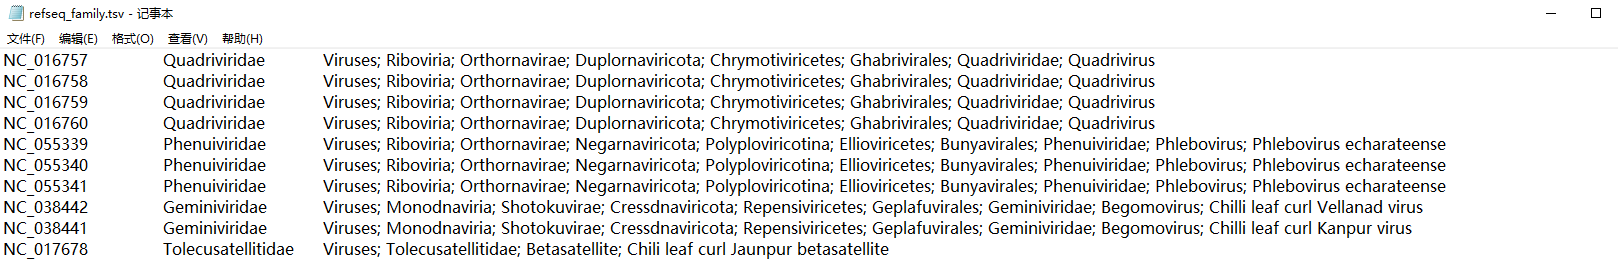 refseq_family.tsv - 记事本
文件(F) 编辑(E) 格式(O) 查看(V) 帮助(H)
NC_016757 Quadriviridae Viruses; Riboviria; Orthornavirae; Duplornaviricota; Chrymotiviricetes; Ghabrivirales; Quadriviridae; Quadrivirus
NC_016758 Quadriviridae Viruses; Riboviria; Orthornavirae; Duplornaviricota; Chrymotiviricetes; Ghabrivirales; Quadriviridae; Quadrivirus
NC_016759 Quadriviridae Viruses; Riboviria; Orthornavirae; Duplornaviricota; Chrymotiviricetes; Ghabrivirales; Quadriviridae; Quadrivirus
NC_016760 Quadriviridae Viruses; Riboviria; Orthornavirae; Duplornaviricota; Chrymotiviricetes; Ghabrivirales; Quadriviridae; Quadrivirus
NC_055339 Phenuiviridae Viruses; Riboviria; Orthornavirae; Negarnaviricota; Polyploviricotina; Ellioviricetes; Bunyavirales; Phenuiviridae; Phlebovirus; Phlebovirus echarateense
NC_055340 Phenuiviridae Viruses; Riboviria; Orthornavirae; Negarnaviricota; Polyploviricotina; Ellioviricetes; Bunyavirales; Phenuiviridae; Phlebovirus; Phlebovirus echarateense
NC_055341 Phenuiviridae Viruses; Riboviria; Orthornavirae; Negarnaviricota; Polyploviricotina; Ellioviricetes; Bunyavirales; Phenuiviridae; Phlebovirus; Phlebovirus echarateense
NC_038442 Geminiviridae Viruses; Monodnaviria; Shotokuvirae; Cressdnaviricota; Repensiviricetes; Geplafuvirales; Geminiviridae; Begomovirus; Chilli leaf curl Vellanad virus
NC_038441 Geminiviridae Viruses; Monodnaviria; Shotokuvirae; Cressdnaviricota; Repensiviricetes; Geplafuvirales; Geminiviridae; Begomovirus; Chilli leaf curl Kanpur virus
NC_017678 Tolecusatellitidae Viruses; Tolecusatellitidae; Betasatellite; Chili leaf curl Jaunpur betasatellite